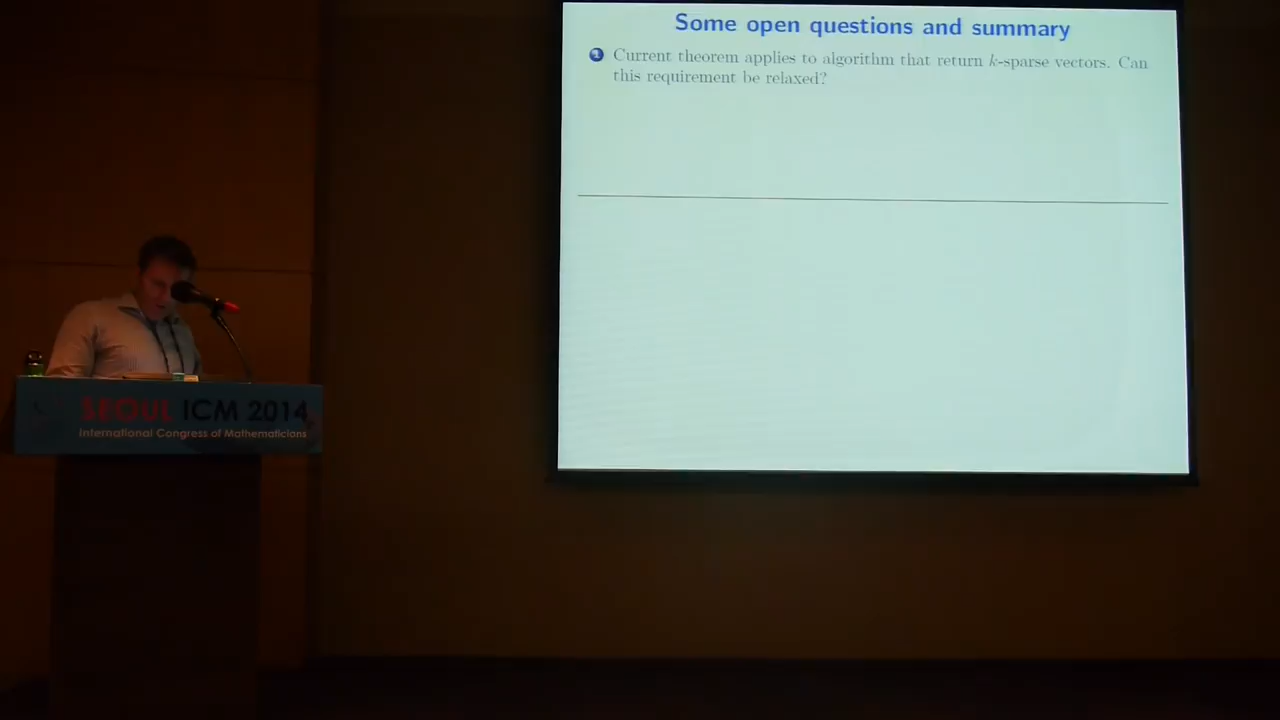 Some open questions and summary
1 Current theorem applies to algorithm that return k-sparse vectors. Can
this requirement be relaxed?
SEOUL ICM 2014
International Congress of Mathematicians